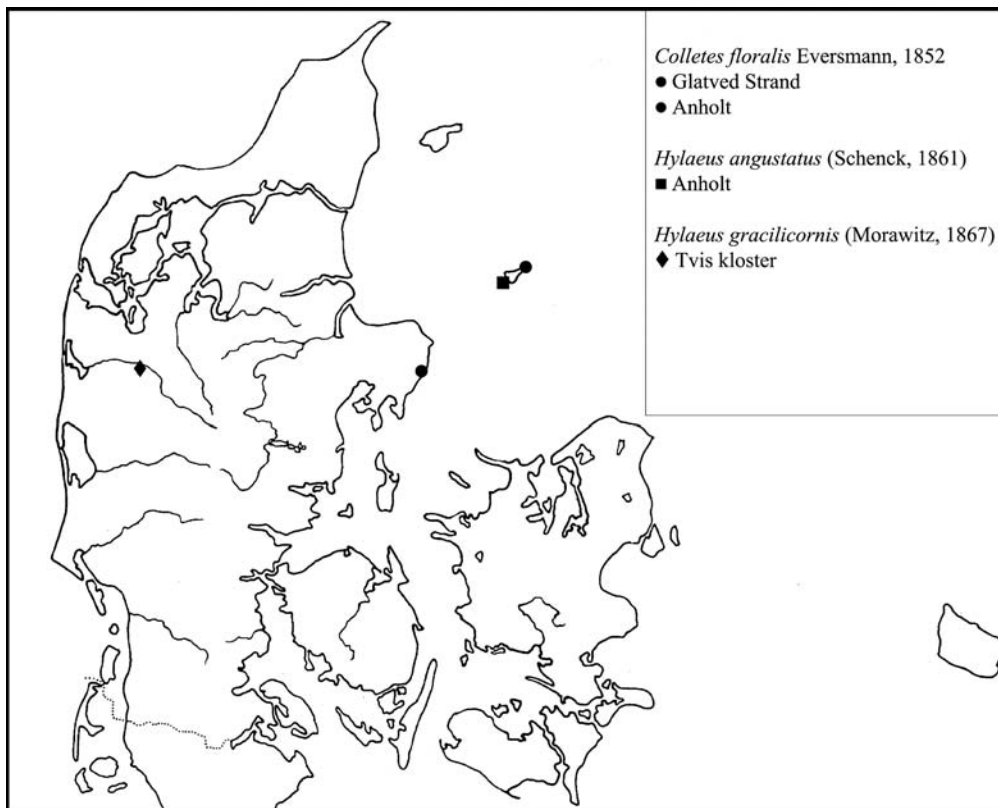 Colletes floralis Eversmann, 1852
● Glatved Strand
● Anholt
Hylaeus angustatus (Schenck, 1861)
■ Anholt
Hylaeus gracilicornis (Morawitz, 1867)
♦ Tvis kloster